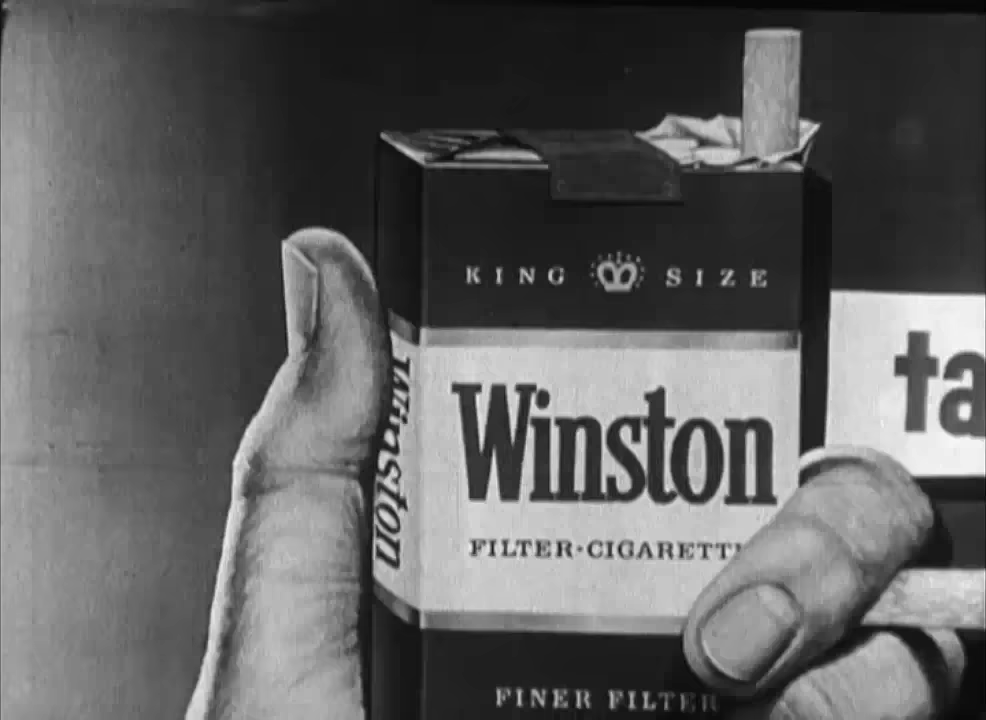 KING SIZE
Winston
Winston
FILTER-CIGARETT
FINER FILTER
ta